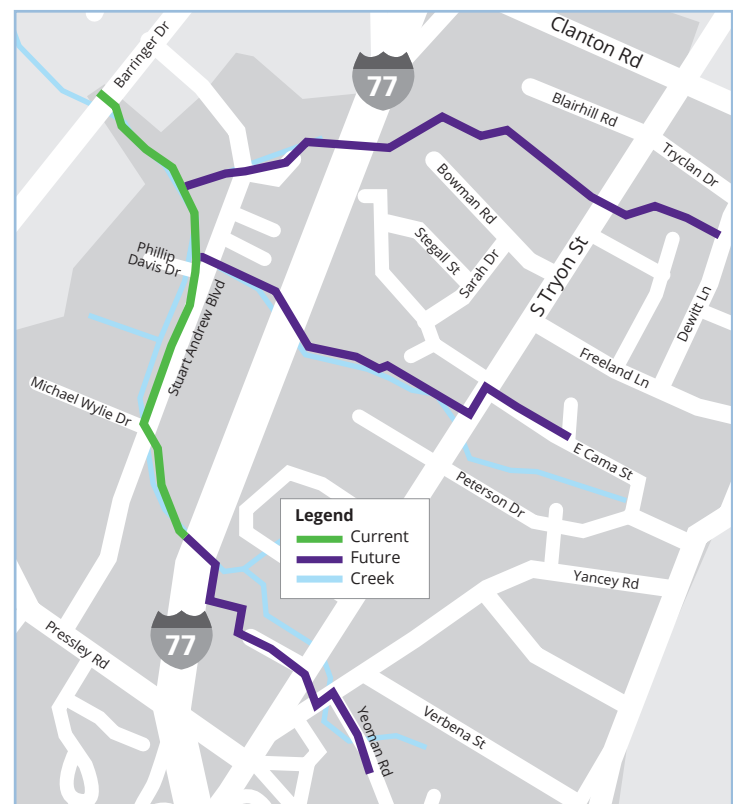 Barringer Dr
77
Clanton Rd
Blairhill Rd
Tryclan Dr
Bowman Rd
Stegall St
Sarah Dr
S Tryon St
Phillip
Davis Dr
Stuart Andrew Blvd
Dewitt Ln
Freeland Ln
Michael Wylie Dr
E Cama St
Peterson Dr
Legend
Current
Future
Creek
Yancey Rd
77
Pressley Rd
Verbena St
Yeoman Rd